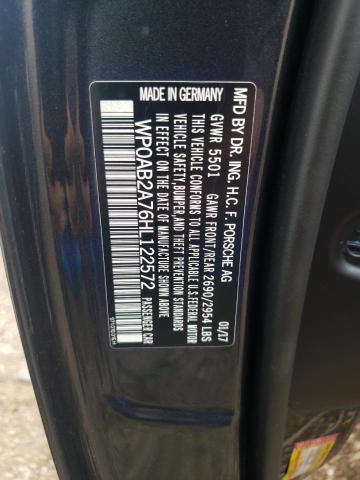 MFD BY DR. ING. H.C. F. PORSCHE AG
01/17
GVWR 5501 GAWR FRONT/REAR 2690/2954 LBS
THIS VEHICLE CONFORMS TO ALL APPLICABLE U.S. FEDERAL MOTOR
VEHICLE SAFETY, BUMPER AND THEFT PREVENTION STANDARDS
IN EFFECT ON THE DATE OF MANUFACTURE SHOWN ABOVE
WP0AB2A76HL122572 PASSENGER CAR
MADE IN GERMANY